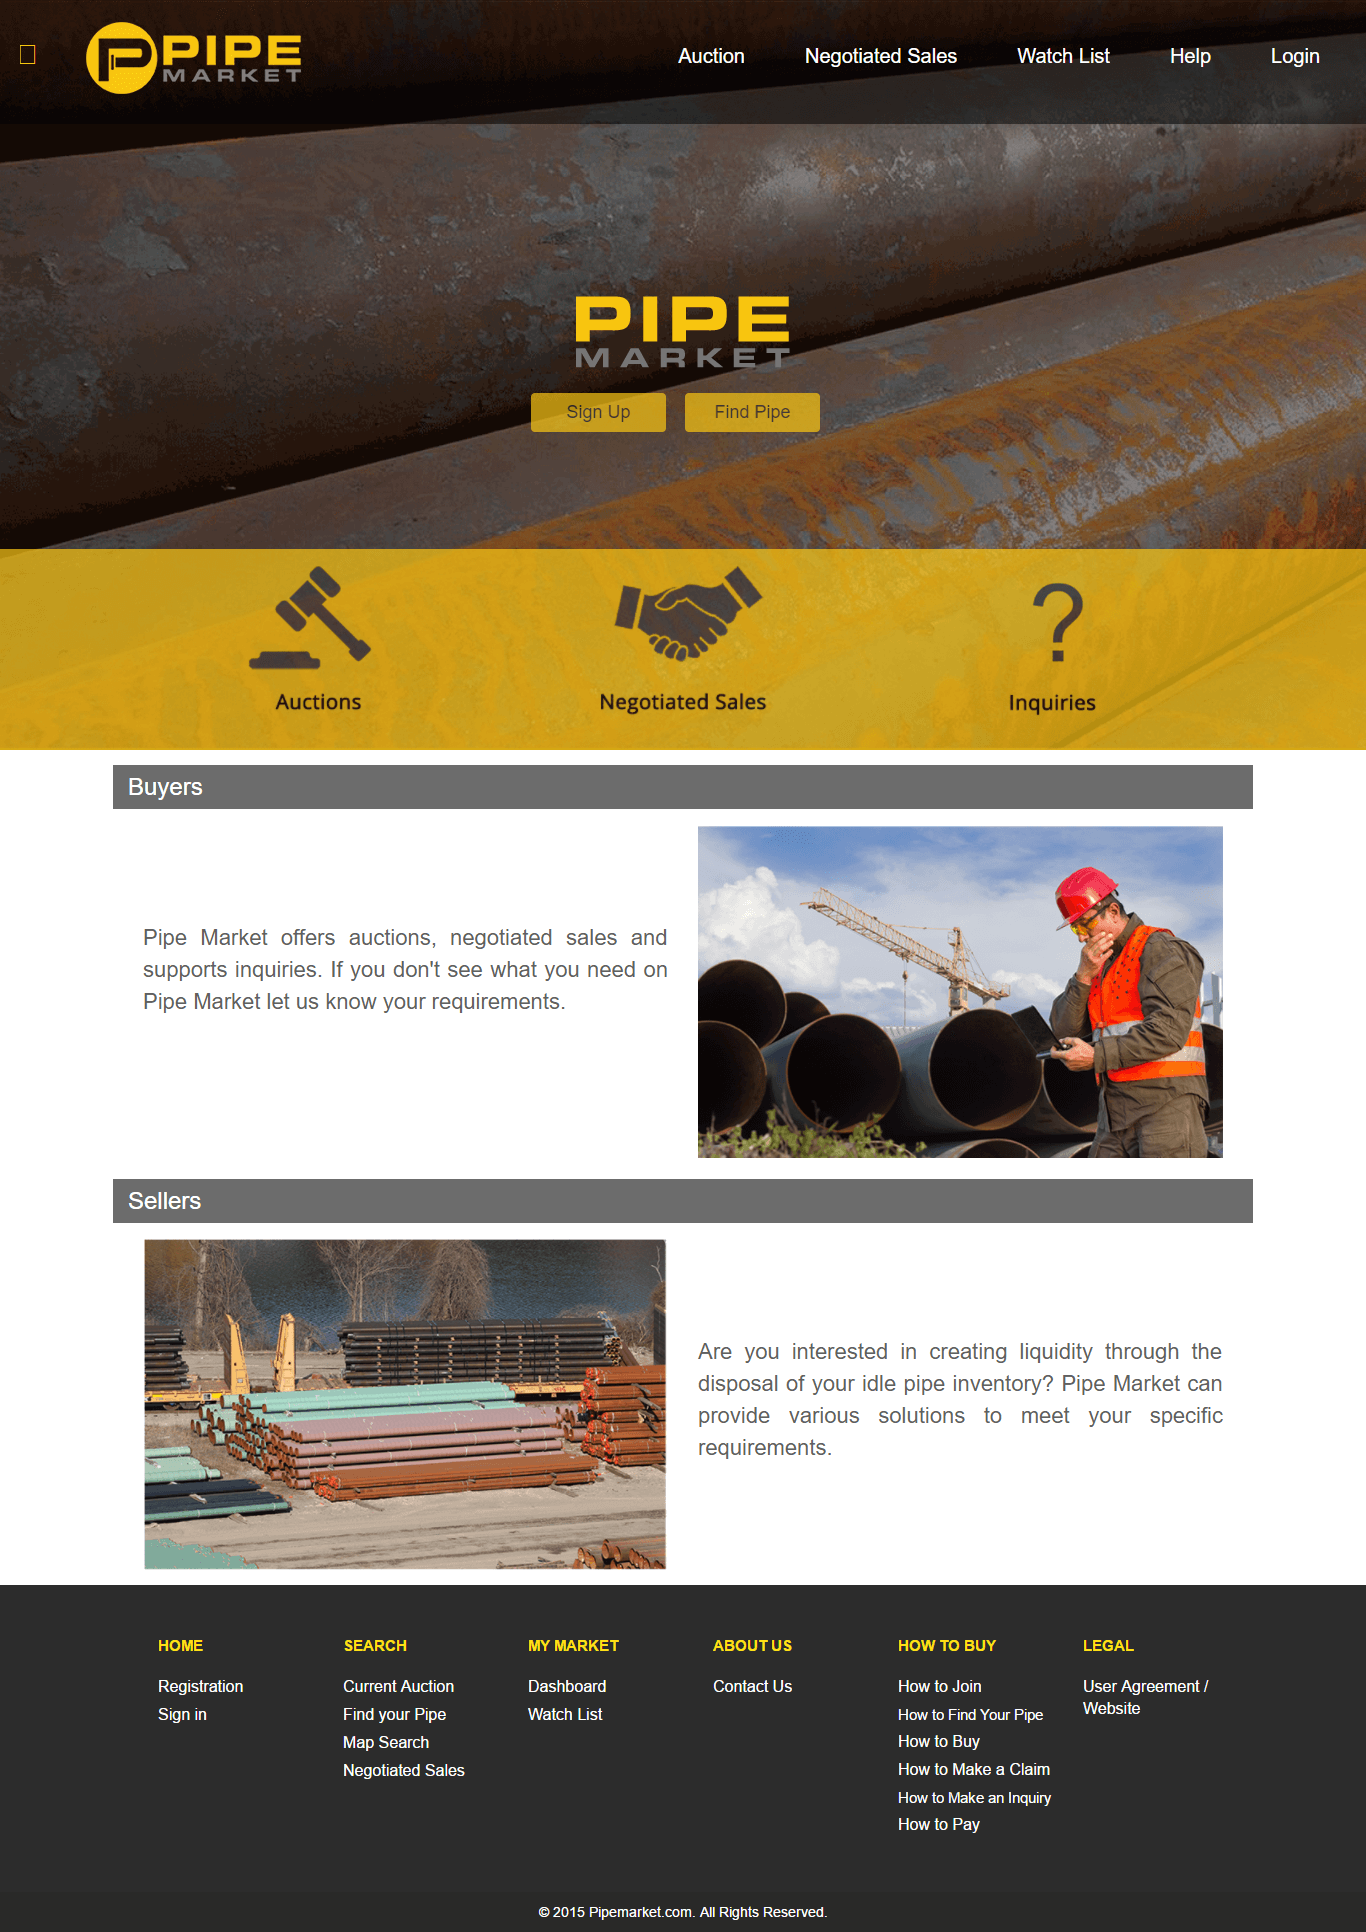 PIPE
MARKET
Auction Negotiated Sales Watch List Help Login
PIPE
MARKET
Sign Up Find Pipe
Auctions Negotiated Sales Inquiries
Buyers
Pipe Market offers auctions, negotiated sales and
supports inquiries. If you don't see what you need on
Pipe Market let us know your requirements.
Sellers
Are you interested in creating liquidity through the
disposal of your idle pipe inventory? Pipe Market can
provide various solutions to meet your specific
requirements.
HOME
Registration
Sign in
SEARCH
Current Auction
Find your Pipe
Map Search
Negotiated Sales
MY MARKET
Dashboard
Watch List
ABOUT US
Contact Us
HOW TO BUY
How to Join
How to Find Your Pipe
How to Buy
How to Make a Claim
How to Make an Inquiry
How to Pay
LEGAL
User Agreement /
Website
© 2015 Pipemarket.com. All Rights Reserved.